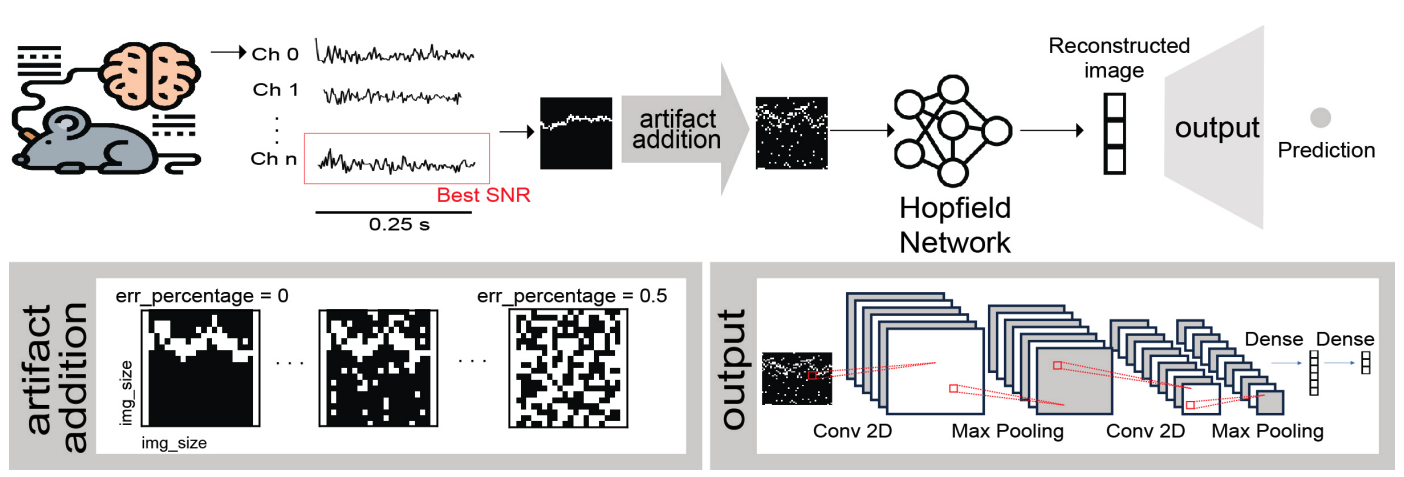 Ch 0
Ch 1
Ch n
Best SNR
0.25 s
artifact
addition
Hopfield
Network
Reconstructed
image
output
Prediction
artifact
addition
err_percentage = 0
err_percentage = 0.5
. . .
. . .
img_size
img_size
output
Conv 2D
Max Pooling
Conv 2D
Max Pooling
Dense
Dense